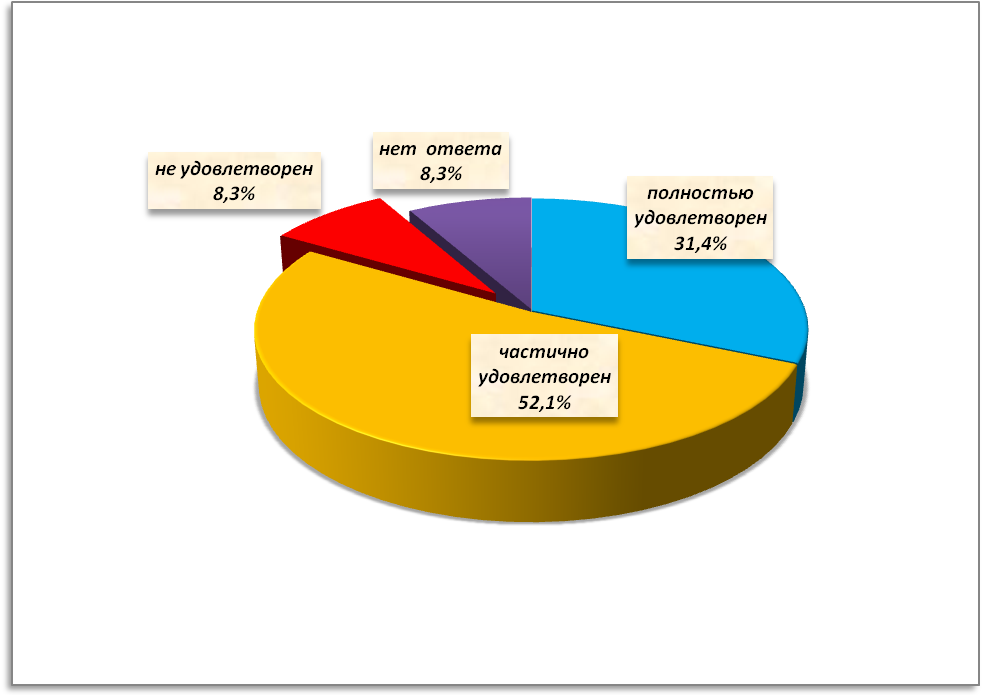 нет ответа
8,3%
не удовлетворен
8,3%
полностью
удовлетворен
31,4%
частично
удовлетворен
52,1%